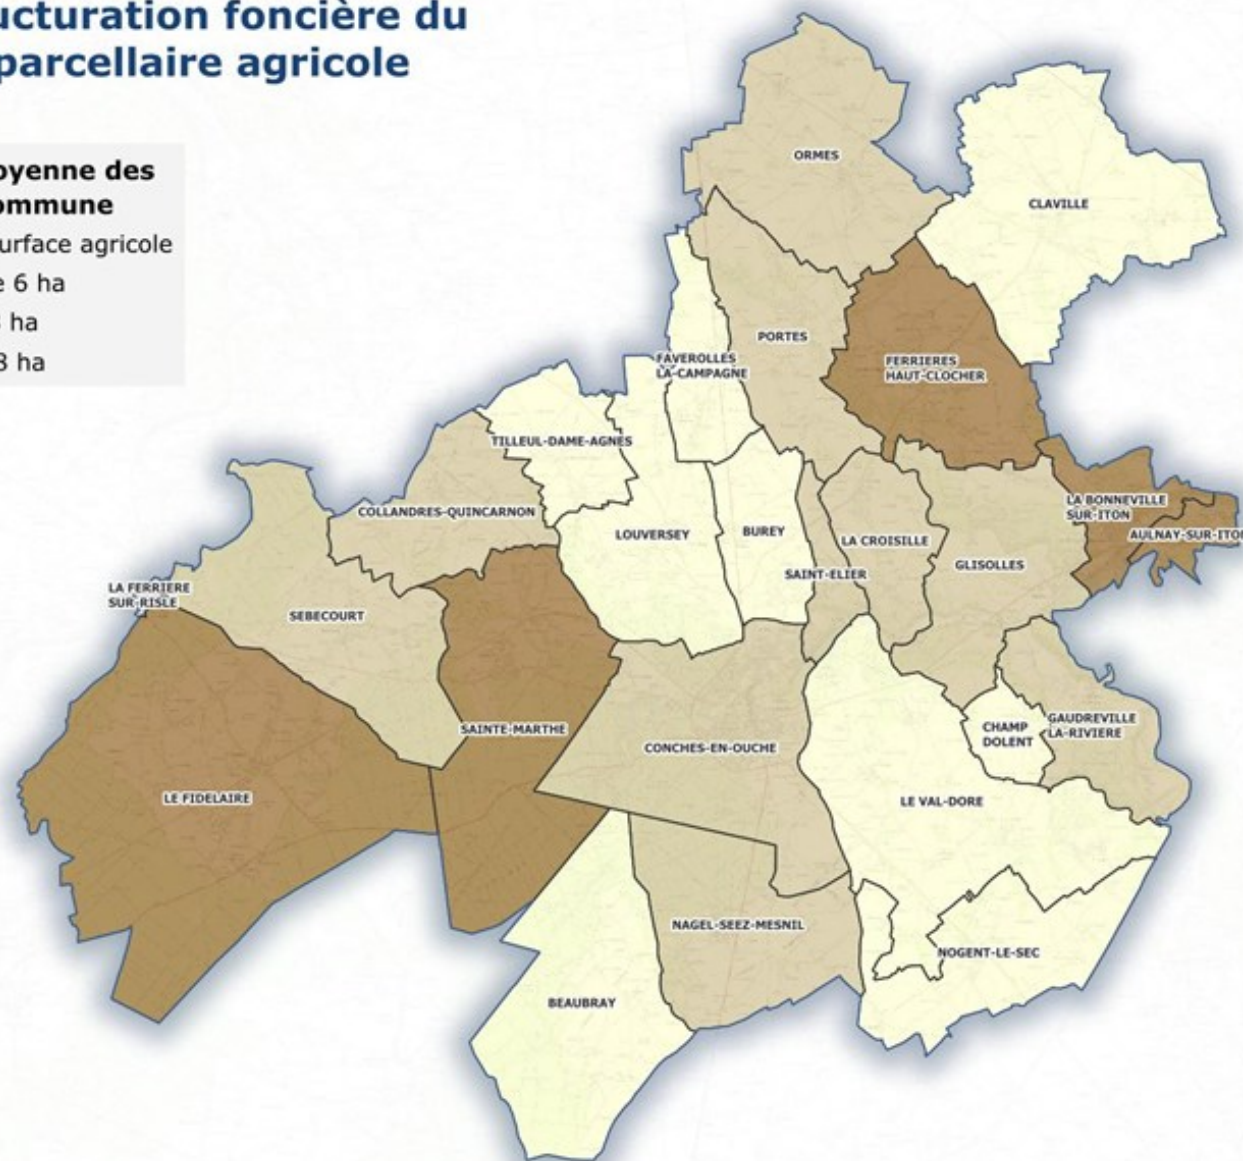 ucturation foncière du
parcellaire agricole
oyenne des
ommune
urface agricole
e 6 ha
ha
8 ha
ORMES
CLAVILLE
PORTES
FAVEROLLES
LA-CAMPAGNE
FERRIERES
HAUT-CLOCHER
TILLEUL-DAME-AGNES
COLLANDRES-QUINCARNON
LOUVERSEY
BUREY
LA CROISILLE
LA BONNEVILLE
SUR-ITON
AULNAY-SUR-ITON
GLISOLLES
SAINT-ELIER
LA FERRIERE
SUR-RISLE
SEBECOURT
SAINTE-MARTHE
CONCHES-EN-OUCHE
CHAMP
DOLENT
GAUDREVILLE
LA-RIVIERE
LE FIDELAIRE
LE VAL-DORE
NAGEL-SEEZ-MESNIL
NOGENT-LE-SEC
BEAUBRAY